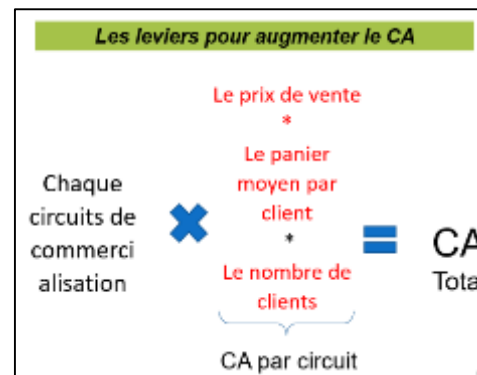 Les leviers pour augmenter le CA
Le prix de vente
*
Le panier
moyen par
client
*
Le nombre de
clients
Chaque
circuits de
commerci
alisation
CA
Tota
CA par circuit